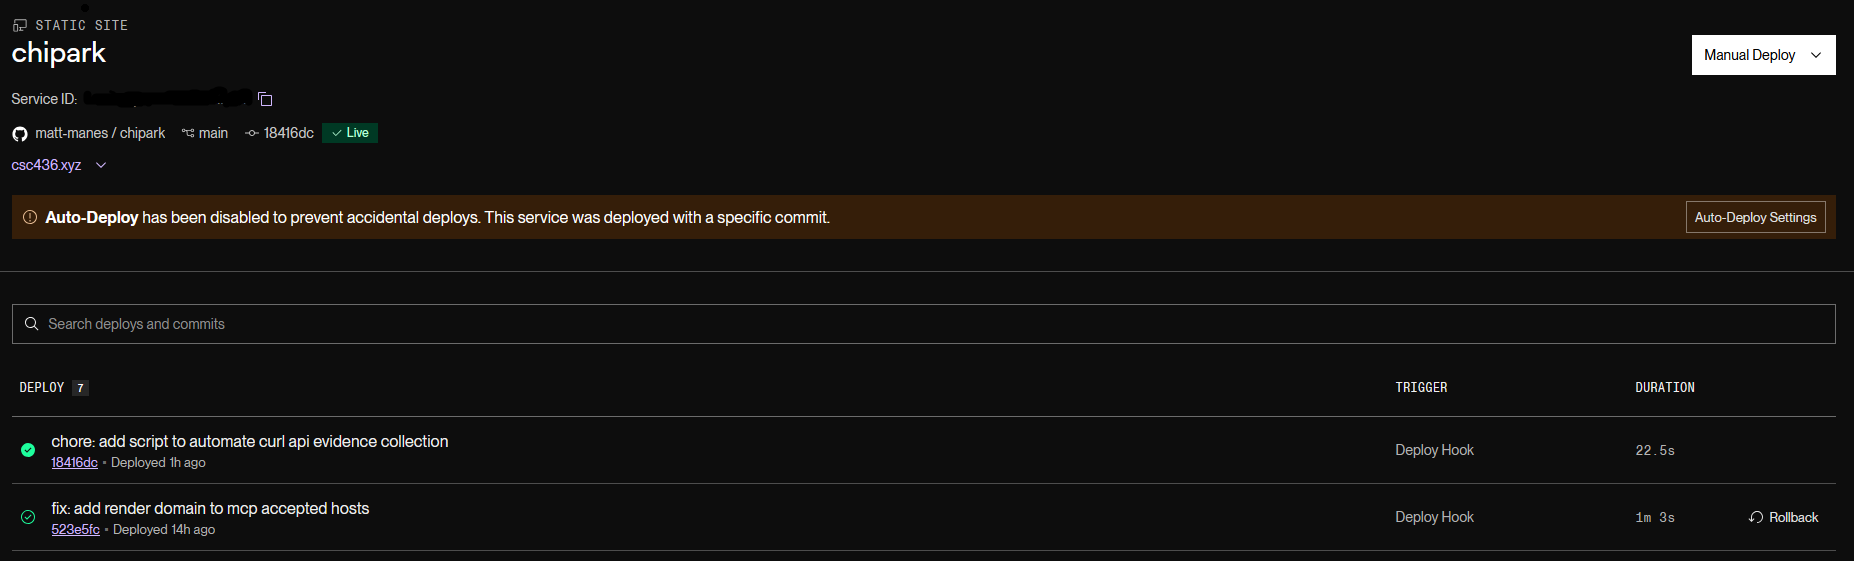 STATIC SITE
chipark
Manual Deploy
Service ID:
matt-manes / chipark main 18416dc Live
csc436.xyz
Auto-Deploy has been disabled to prevent accidental deploys. This service was deployed with a specific commit.
Auto-Deploy Settings
Search deploys and commits
DEPLOY 7 TRIGGER DURATION
chore: add script to automate curl api evidence collection
18416dc • Deployed 1h ago
Deploy Hook 22.5s
fix: add render domain to mcp accepted hosts
523e5fc • Deployed 14h ago
Deploy Hook 1m 3s Rollback